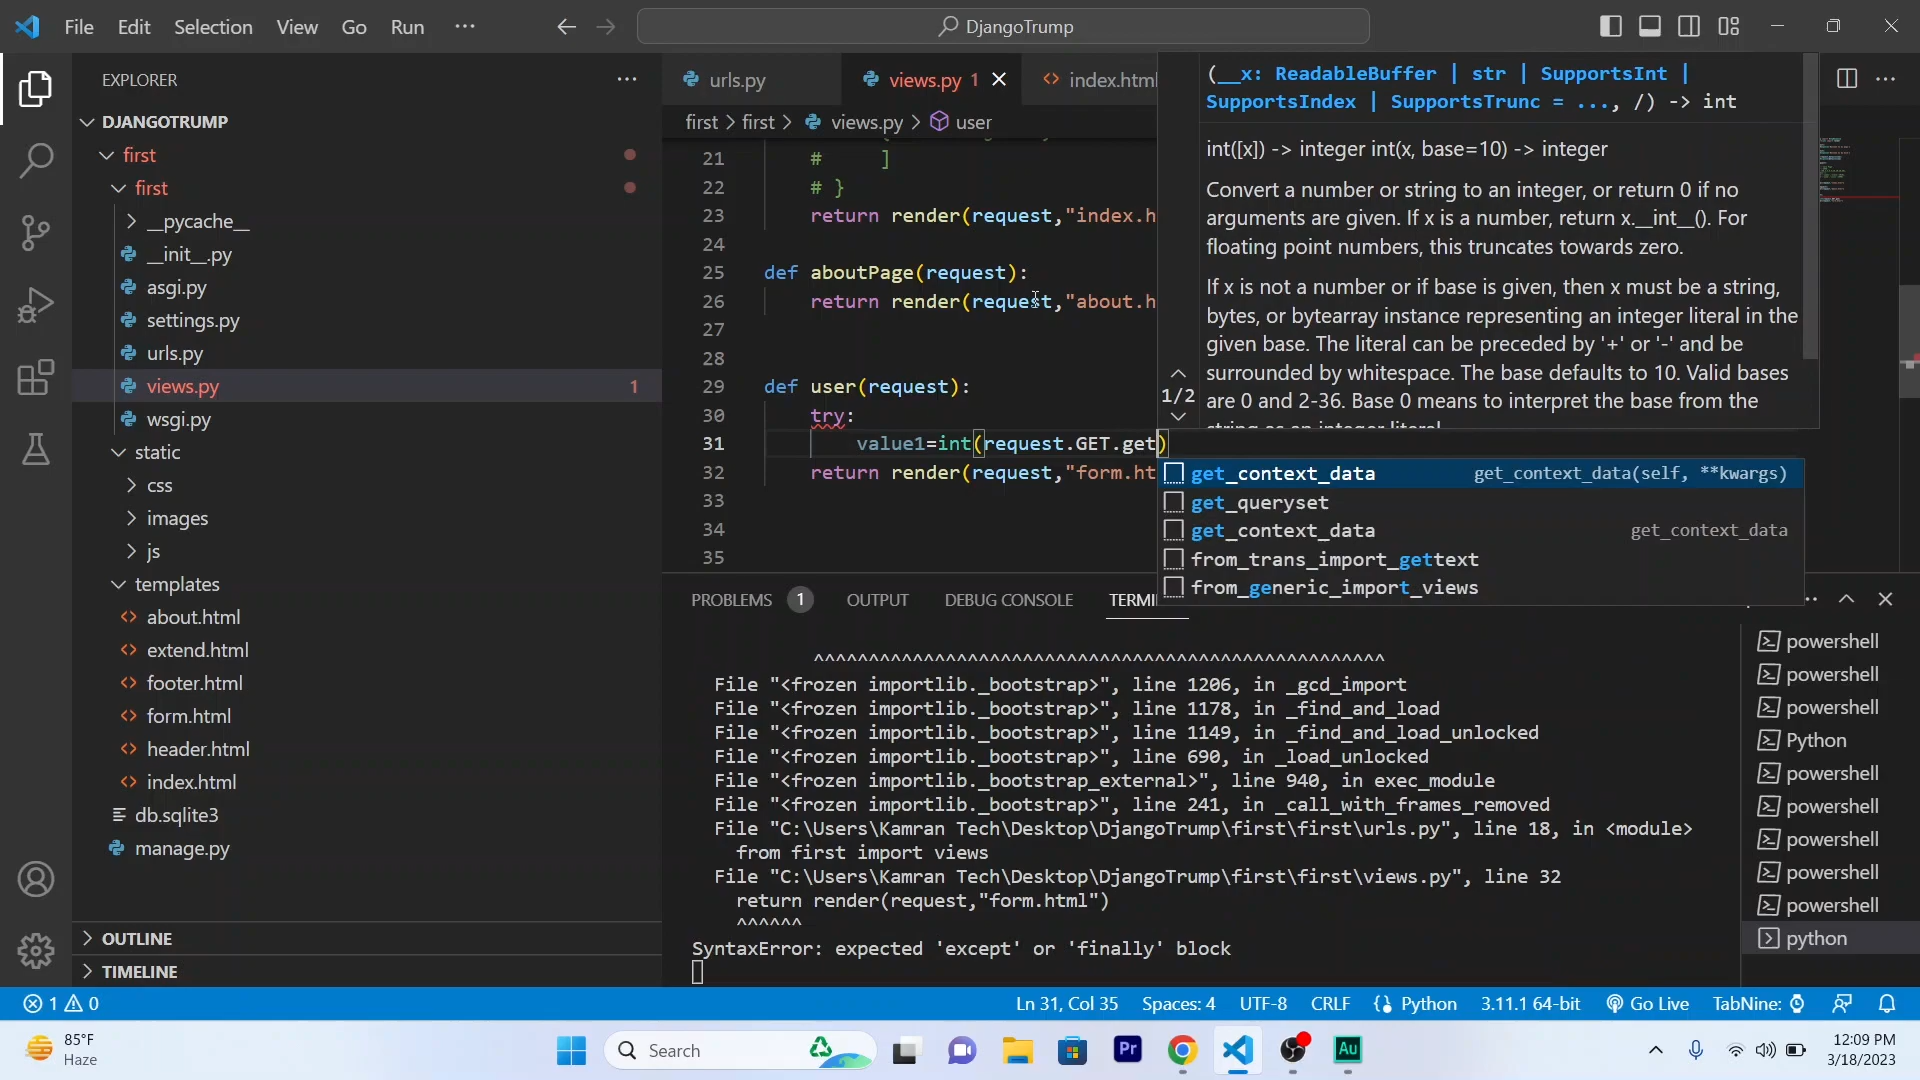 File Edit Selection View Go Run ··· DjangoTrump
EXPLORER
DJANGOTRUMP
first
first
__pycache__
__init__.py
asgi.py
settings.py
urls.py
views.py 1
wsgi.py
static
css
images
js
templates
about.html
extend.html
footer.html
form.html
header.html
index.html
db.sqlite3
manage.py
OUTLINE
TIMELINE
urls.py views.py 1 index.html
first > first > views.py > user
21 # ]
22 # }
23 return render(request,"index.h
24
25 def aboutPage(request):
26 return render(request,"about.h
27
28
29 def user(request):
30 try:
31 value1=int(request.GET.get)
32 return render(request,"form.ht
33
34
35
(__x: ReadableBuffer | str | SupportsInt |
SupportsIndex | SupportsTrunc = ..., /) -> int
int([x]) -> integer int(x, base=10) -> integer
Convert a number or string to an integer, or return 0 if no
arguments are given. If x is a number, return x.__int__(). For
floating point numbers, this truncates towards zero.
If x is not a number or if base is given, then x must be a string,
bytes, or bytearray instance representing an integer literal in the
given base. The literal can be preceded by '+' or '-' and be
surrounded by whitespace. The base defaults to 10. Valid bases
are 0 and 2-36. Base 0 means to interpret the base from the
string as an integer literal.
1/2
get_context_data get_context_data(self, **kwargs)
get_queryset
get_context_data get_context_data
from_trans_import_gettext
from_generic_import_views
PROBLEMS 1 OUTPUT DEBUG CONSOLE TERMI
^^^^^^^^^^^^^^^^^^^^^^^^^^^^^^^^^^^^^^^^^^^^^^^^^^^^
File "<frozen importlib._bootstrap>", line 1206, in _gcd_import
File "<frozen importlib._bootstrap>", line 1178, in _find_and_load
File "<frozen importlib._bootstrap>", line 1149, in _find_and_load_unlocked
File "<frozen importlib._bootstrap>", line 690, in _load_unlocked
File "<frozen importlib._bootstrap_external>", line 940, in exec_module
File "<frozen importlib._bootstrap>", line 241, in _call_with_frames_removed
File "C:\Users\Kamran Tech\Desktop\DjangoTrump\first\first\urls.py", line 18, in <module>
from first import views
File "C:\Users\Kamran Tech\Desktop\DjangoTrump\first\first\views.py", line 32
return render(request,"form.html")
^^^^^^
SyntaxError: expected 'except' or 'finally' block
powershell
powershell
powershell
Python
powershell
powershell
powershell
powershell
powershell
python
1 0 Ln 31, Col 35 Spaces: 4 UTF-8 CRLF Python 3.11.1 64-bit Go Live TabNine:
85°F
Haze
Search
Pr
Au
12:09 PM
3/18/2023